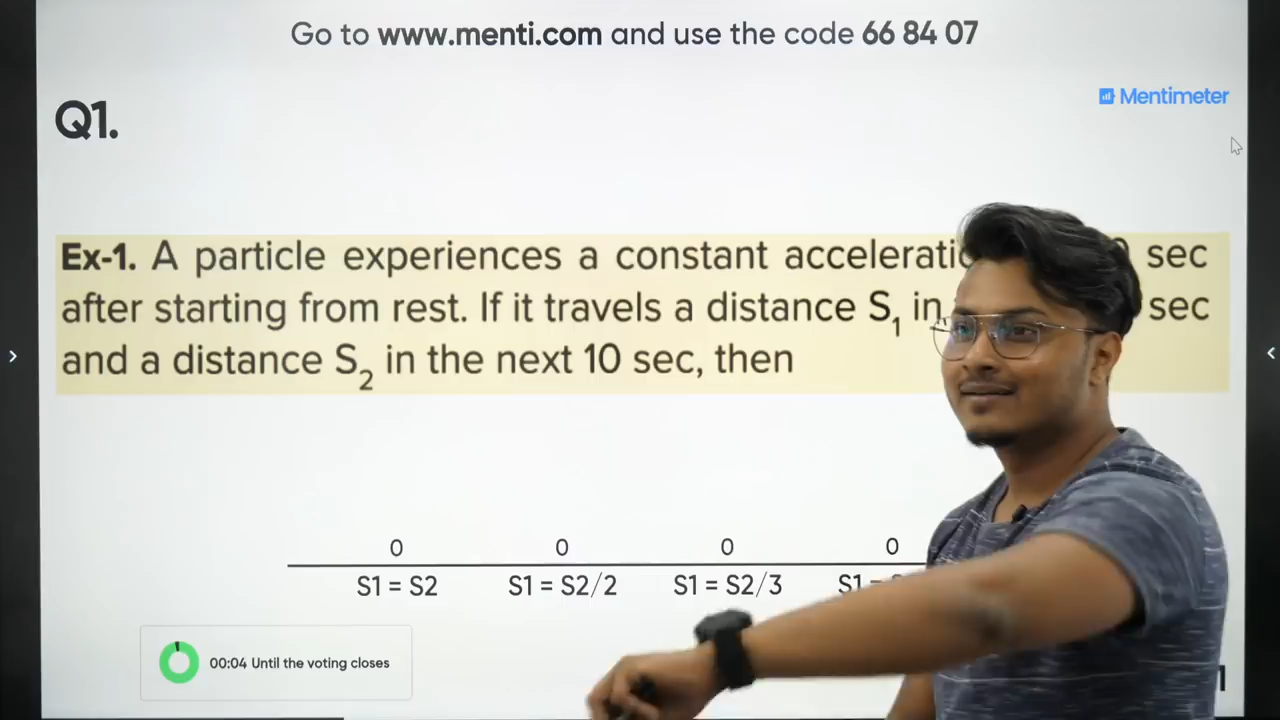 Go to www.menti.com and use the code 66 84 07
Mentimeter
Q1.
Ex-1. A particle experiences a constant sec
after starting from rest. If it travels a distance S₁ in sec
and a distance S₂ in the next 10 sec, then
0 0 0 0
S1 = S2 S1 = S2/2 S1 = S2/3 S1
00:04 Until the voting closes